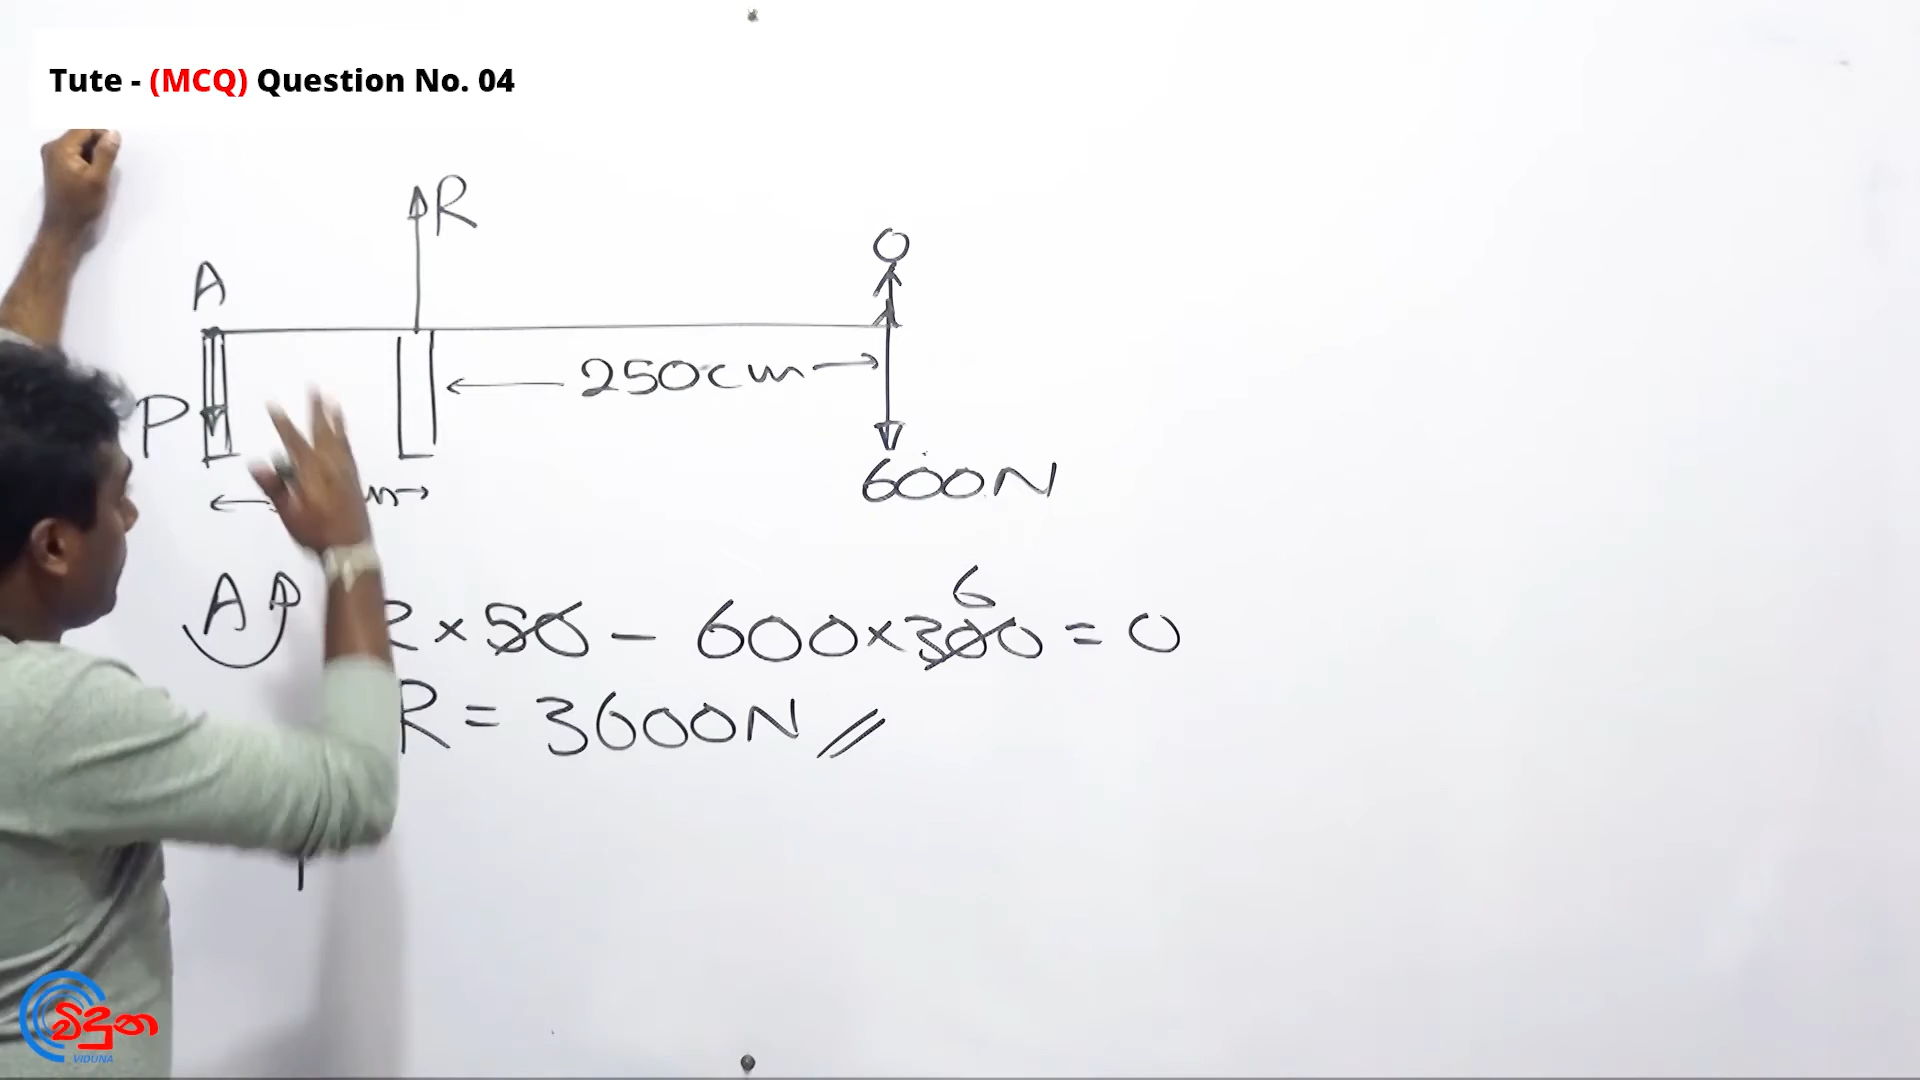 Tute - (MCQ) Question No. 04
R
A
250cm
P
600N
A
6
× 50 - 600×300 = 0
R = 3600N
විදුන
VIDUNA